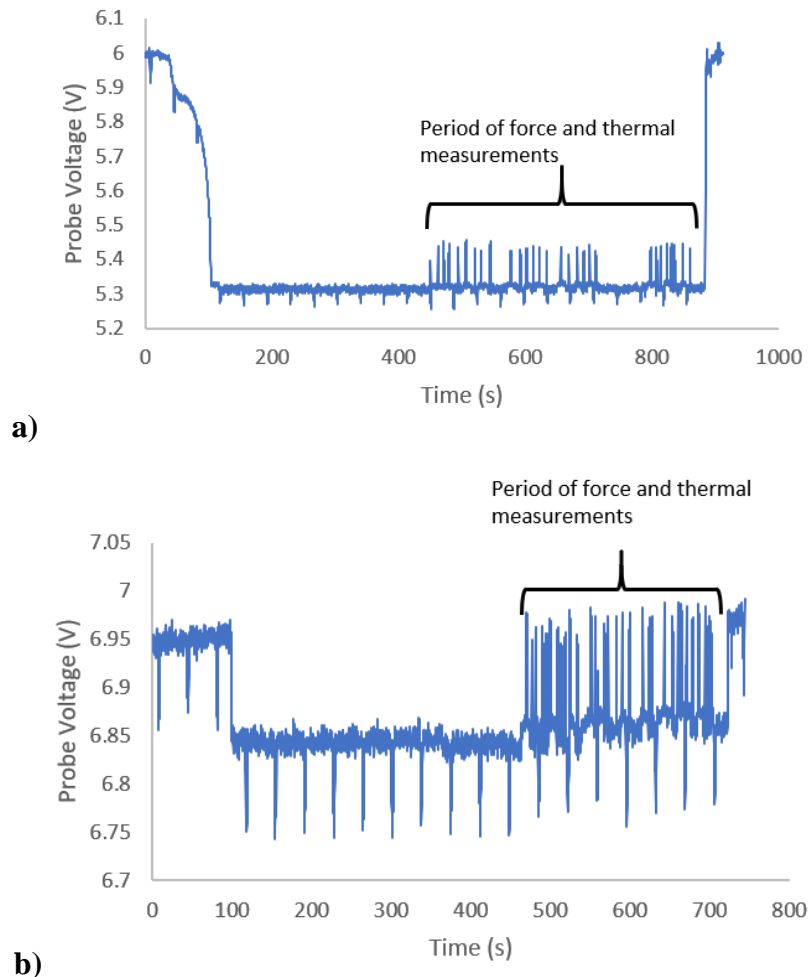 6.1
6
5.9
5.8
5.7
5.6
5.5
5.4
5.3
5.2
Probe Voltage (V)
Period of force and thermal
measurements
0 200 400 600 800 1000
Time (s)
a)
Period of force and thermal
measurements
7.05
7
6.95
6.9
6.85
6.8
6.75
6.7
Probe Voltage (V)
0 100 200 300 400 500 600 700 800
Time (s)
b)